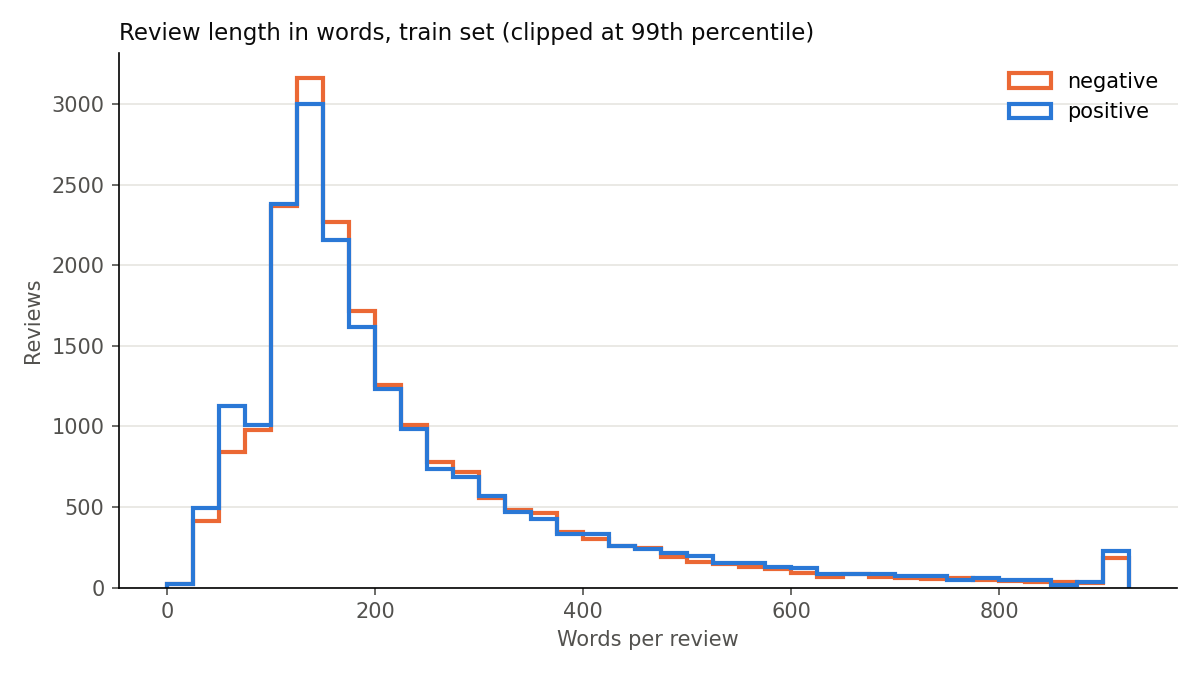 Review length in words, train set (clipped at 99th percentile)
negative
positive
3000
2500
2000
1500
1000
500
0
Reviews
0 200 400 600 800
Words per review